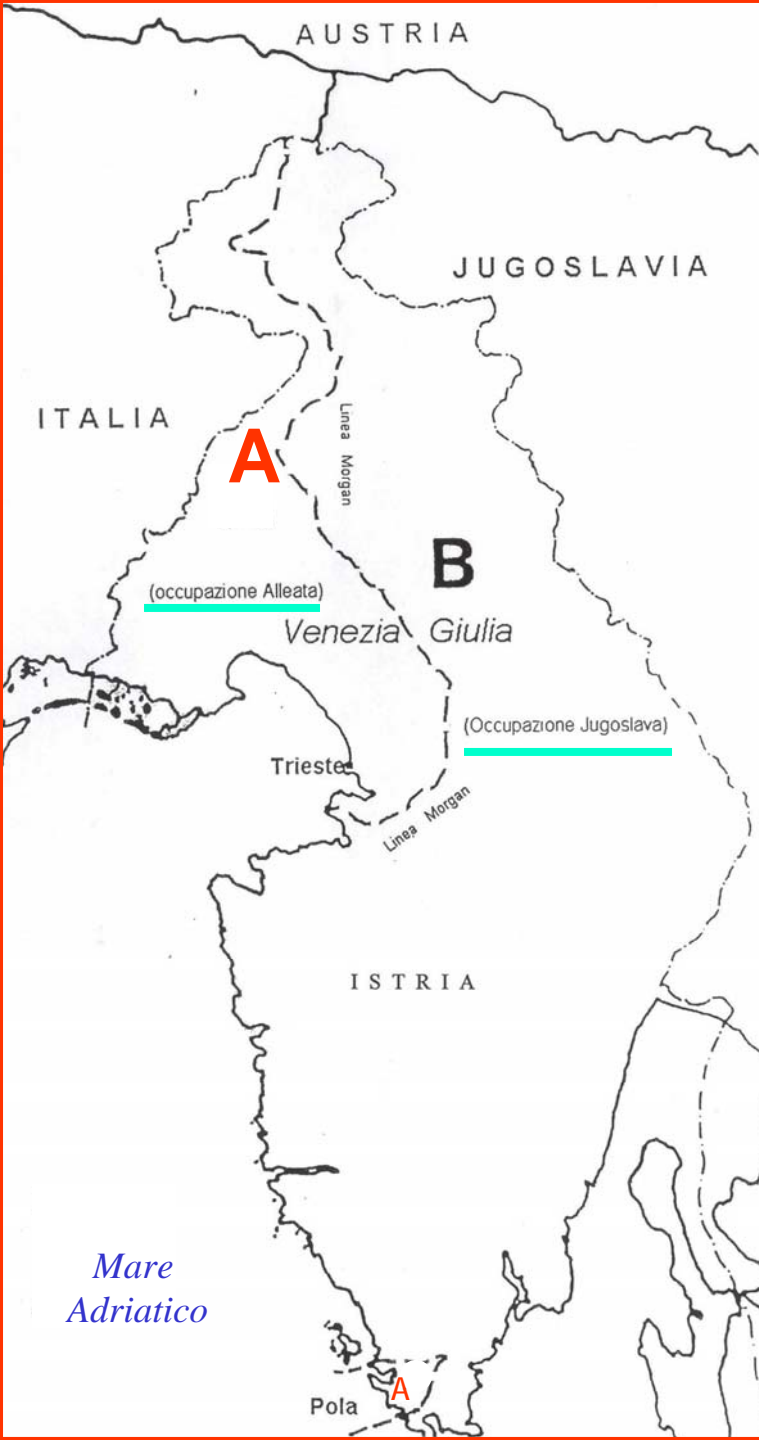 AUSTRIA
JUGOSLAVIA
ITALIA
Linea Morgan
A
B
(occupazione Alleata)
Venezia Giulia
(Occupazione Jugoslava)
Trieste
Linea Morgan
ISTRIA
Mare
Adriatico
A
Pola